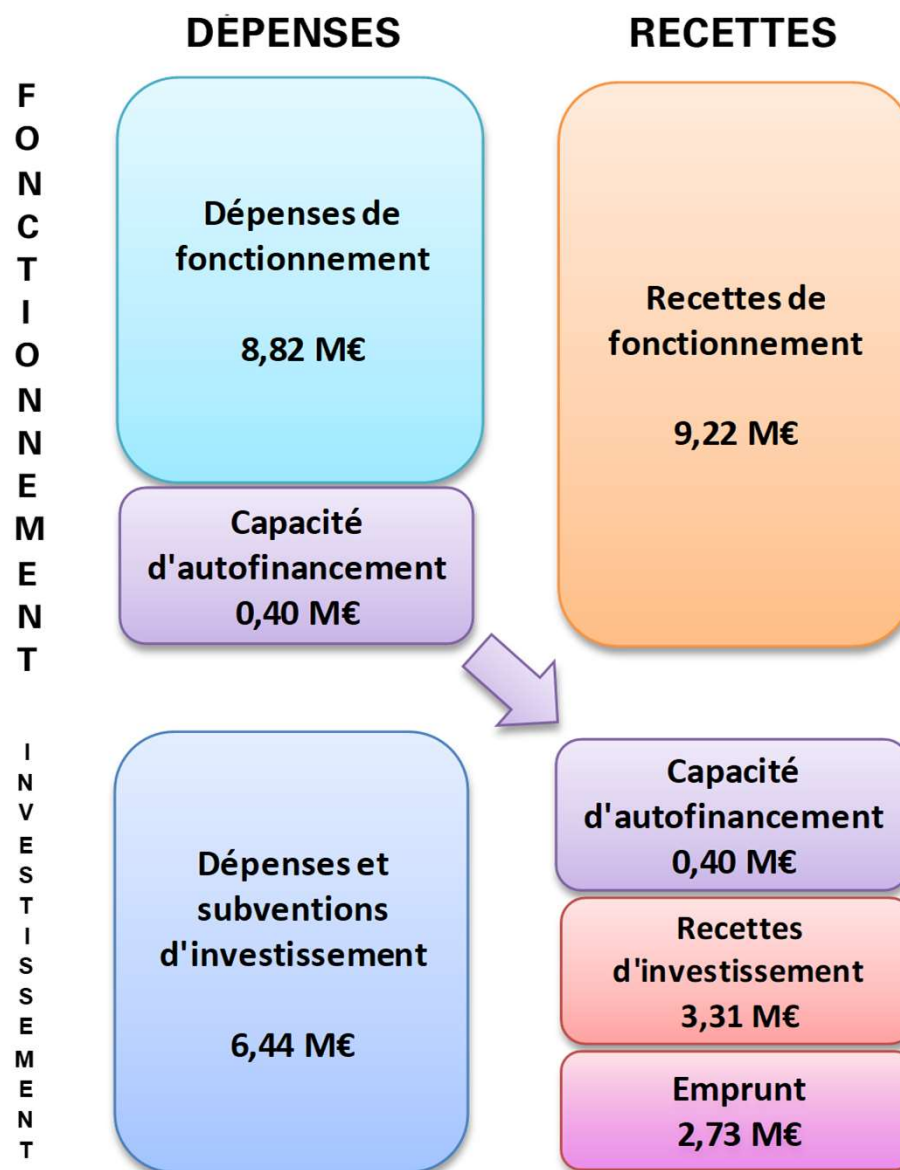 DÉPENSES
RECETTES
FONCTIONNEMENT
Dépenses de
fonctionnement
8,82 M€
Recettes de
fonctionnement
9,22 M€
Capacité
d'autofinancement
0,40 M€
INVESTISSEMENT
Dépenses et
subventions
d'investissement
6,44 M€
Capacité
d'autofinancement
0,40 M€
Recettes
d'investissement
3,31 M€
Emprunt
2,73 M€